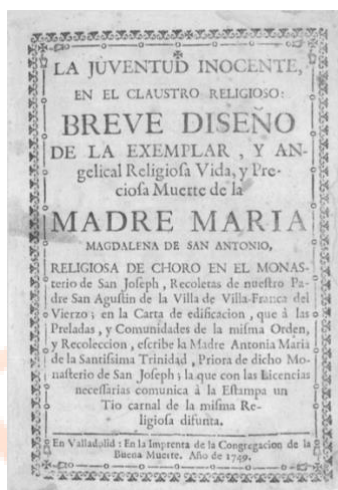 LA JUVENTUD INOCENTE,
EN EL CLAUSTRO RELIGIOSO:
BREVE DISEÑO
DE LA EXEMPLAR, Y AN-
gelical Religiosa Vida, y Pre-
ciosa Muerte de la
MADRE MARIA
MAGDALENA DE SAN ANTONIO,
RELIGIOSA DE CHORO EN EL MONAS-
terio de San Joseph, Recoletas de nuestro Pa-
dre San Agustin de la Villa de Villa-Franca del
Vierzo; en la Carta de edificacion, que à las
Preladas, y Comunidades de la misma Orden,
y Recoleccion, escribe la Madre Antonia Maria
de la Santissima Trinidad, Priora de dicho Mo-
nasterio de San Joseph; la que con las Licencias
necessarias comunica à la Estampa un
Tio carnal de la misma Re-
ligiosa difunta.
En Valladolid: En la Imprenta de la Congregacion de la
Buena Muerte. Año de 1749.